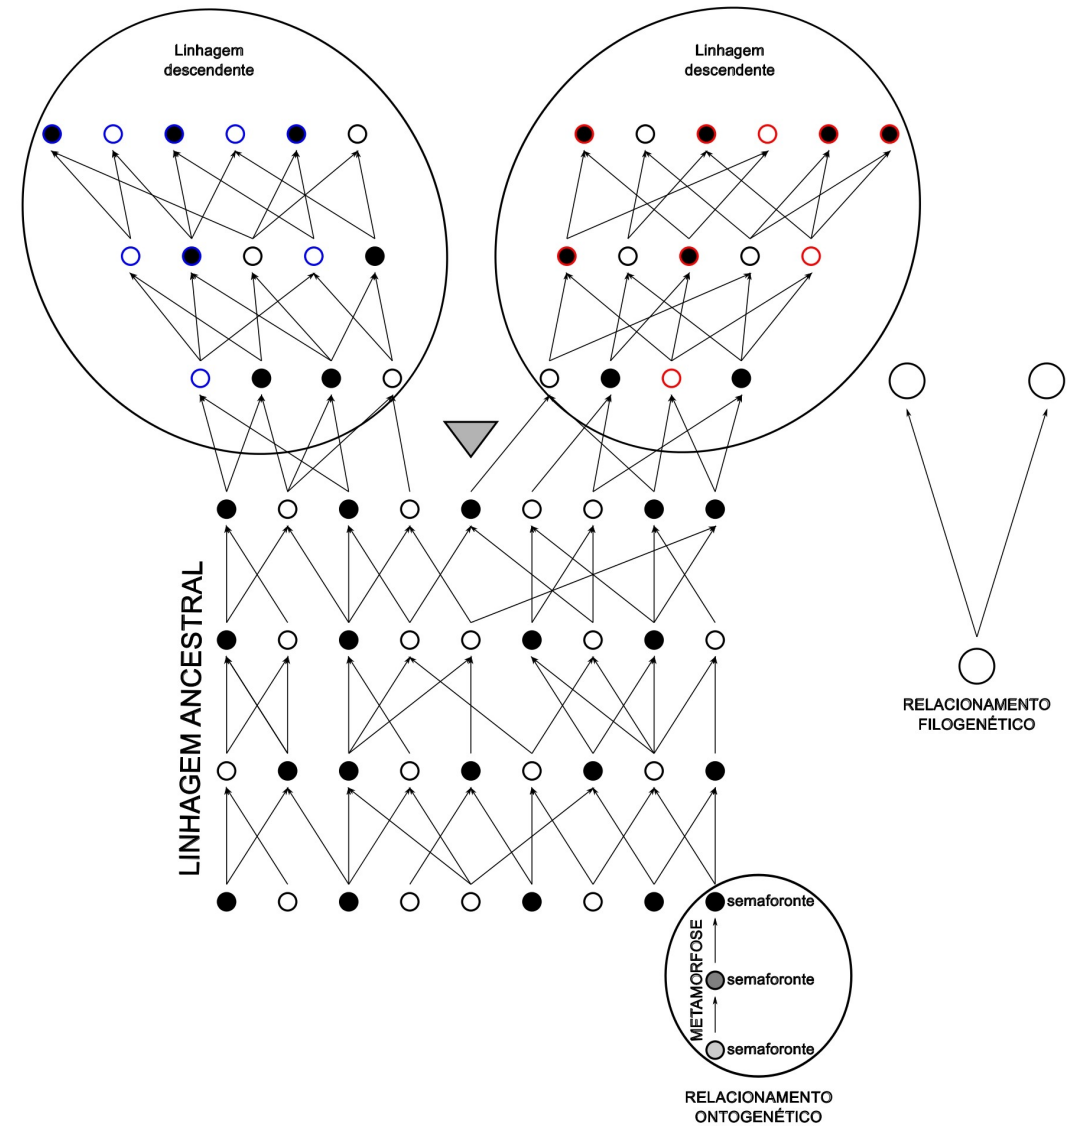 Linhagem
descendente
Linhagem
descendente
LINHAGEM ANCESTRAL
RELACIONAMENTO
FILOGENÉTICO
METAMORFOSE
semaforonte
semaforonte
semaforonte
RELACIONAMENTO
ONTOGENÉTICO